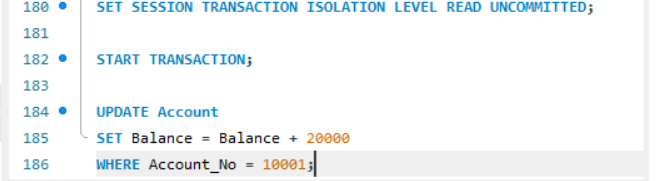 180 SET SESSION TRANSACTION ISOLATION LEVEL READ UNCOMMITTED;
181
182 START TRANSACTION;
183
184 UPDATE Account
185 SET Balance = Balance + 20000
186 WHERE Account_No = 10001;